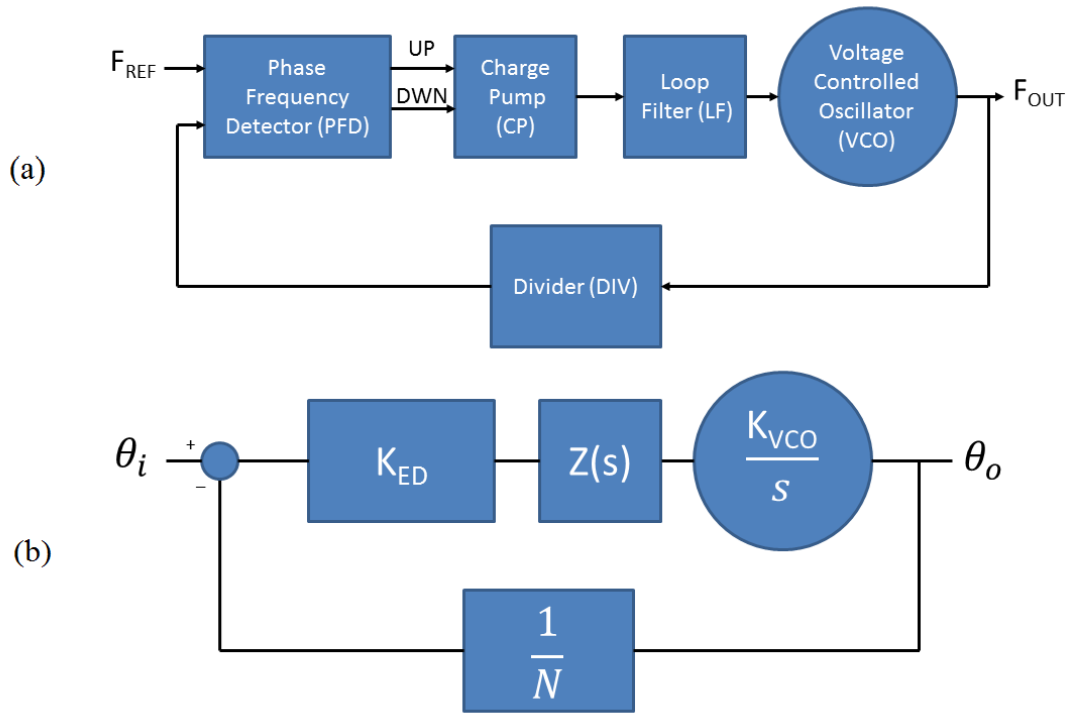 (a)
F_REF
Phase
Frequency
Detector (PFD)
UP
DWN
Charge
Pump
(CP)
Loop
Filter (LF)
Voltage
Controlled
Oscillator
(VCO)
F_OUT
Divider (DIV)
(b)
θ_i
+
−
K_ED
Z(s)
K_VCO
s
θ_o
1
N